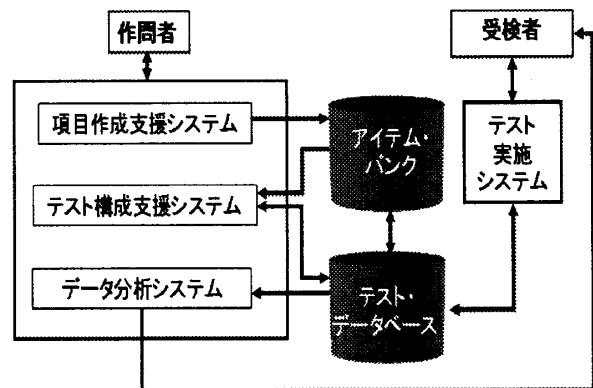 作問者
受検者
項目作成支援システム
アイテム・
バンク
テスト
実施
システム
テスト構成支援システム
データ分析システム
テスト・
データベース